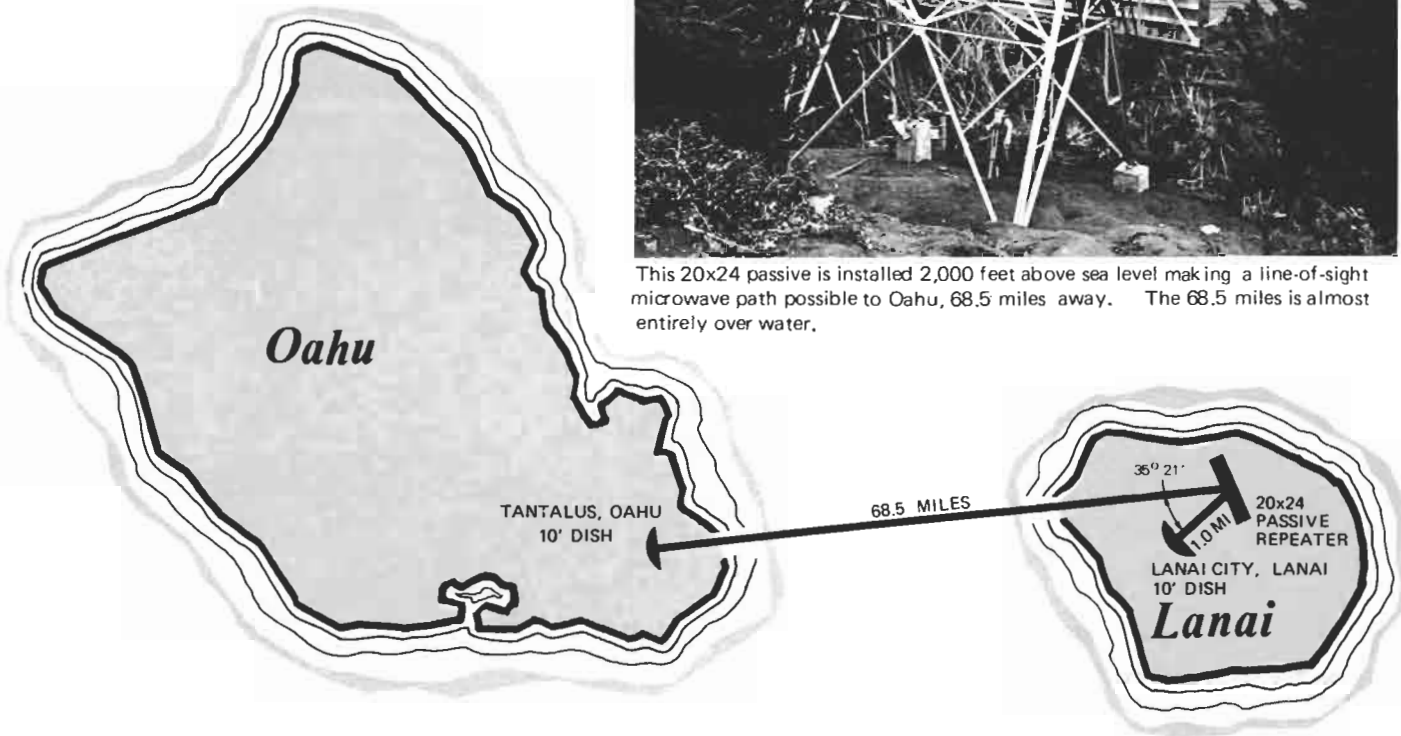 This 20x24 passive is installed 2,000 feet above sea level making a line-of-sight
microwave path possible to Oahu, 68.5 miles away. The 68.5 miles is almost
entirely over water.
Oahu
TANTALUS, OAHU
10' DISH
68.5 MILES
35° 21'
1.0 MI
20x24
PASSIVE
REPEATER
LANAI CITY, LANAI
10' DISH
Lanai